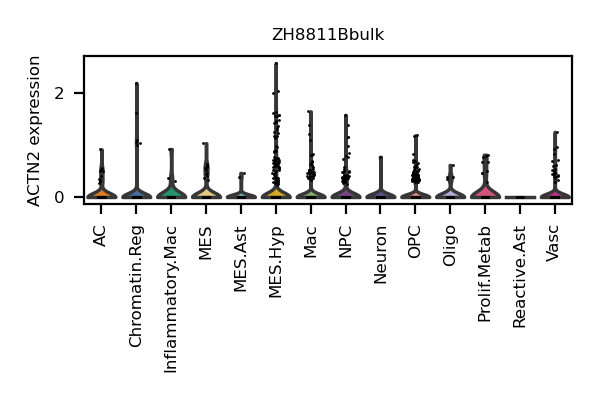 ZH8811Bbulk
ACTN2 expression
2
0
AC
Chromatin.Reg
Inflammatory.Mac
MES
MES.Ast
MES.Hyp
Mac
NPC
Neuron
OPC
Oligo
Prolif.Metab
Reactive.Ast
Vasc